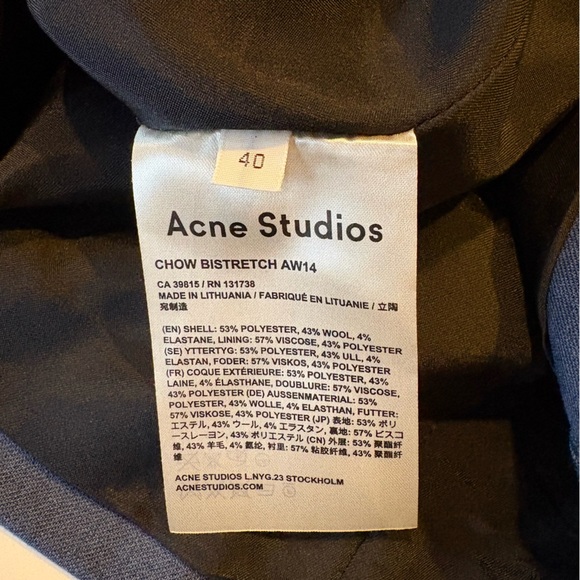 40
Acne Studios
CHOW BISTRETCH AW14
CA 39815 / RN 131738
MADE IN LITHUANIA / FABRIQUÉ EN LITUANIE / 立陶
宛制造
(EN) SHELL: 53% POLYESTER, 43% WOOL, 4%
ELASTANE, LINING: 57% VISCOSE, 43% POLYESTER
(SE) YTTERTYG: 53% POLYESTER, 43% ULL, 4%
ELASTAN, FODER: 57% VISKOS, 43% POLYESTER
(FR) COQUE EXTÉRIEURE: 53% POLYESTER, 43%
LAINE, 4% ÉLASTHANE, DOUBLURE: 57% VISCOSE,
43% POLYESTER (DE) AUSSENMATERIAL: 53%
POLYESTER, 43% WOLLE, 4% ELASTHAN, FUTTER:
57% VISKOSE, 43% POLYESTER (JP) 表地: 53% ポリ
エステル, 43% ウール, 4% エラスタン, 裏地: 57% ビスコ
ースレーヨン, 43% ポリエステル (CN) 外层: 53% 聚酯纤
维, 43% 羊毛, 4% 氨纶, 衬里: 57% 粘胶纤维, 43% 聚酯纤
维
ACNE STUDIOS L.NYG.23 STOCKHOLM
ACNESTUDIOS.COM